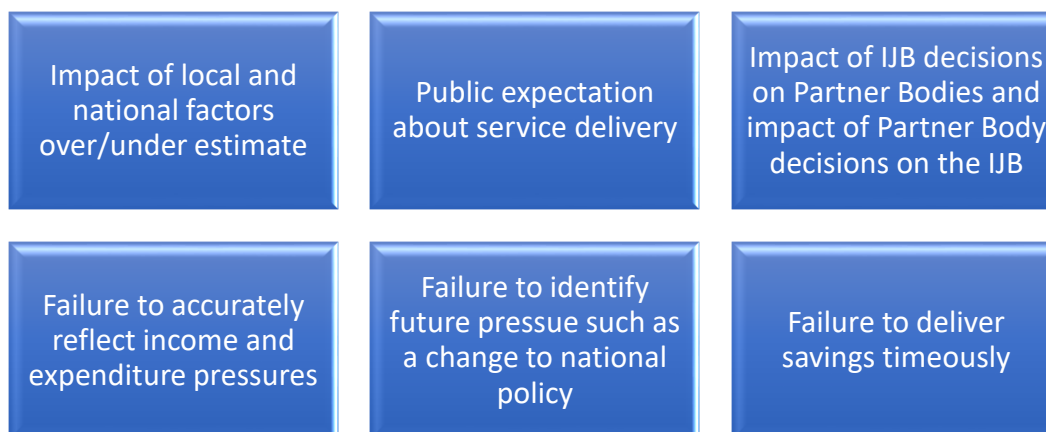 Impact of local and
national factors
over/under estimate
Public expectation
about service delivery
Impact of IJB decisions
on Partner Bodies and
impact of Partner Body
decisions on the IJB
Failure to accurately
reflect income and
expenditure pressures
Failure to identify
future pressue such as
a change to national
policy
Failure to deliver
savings timeously